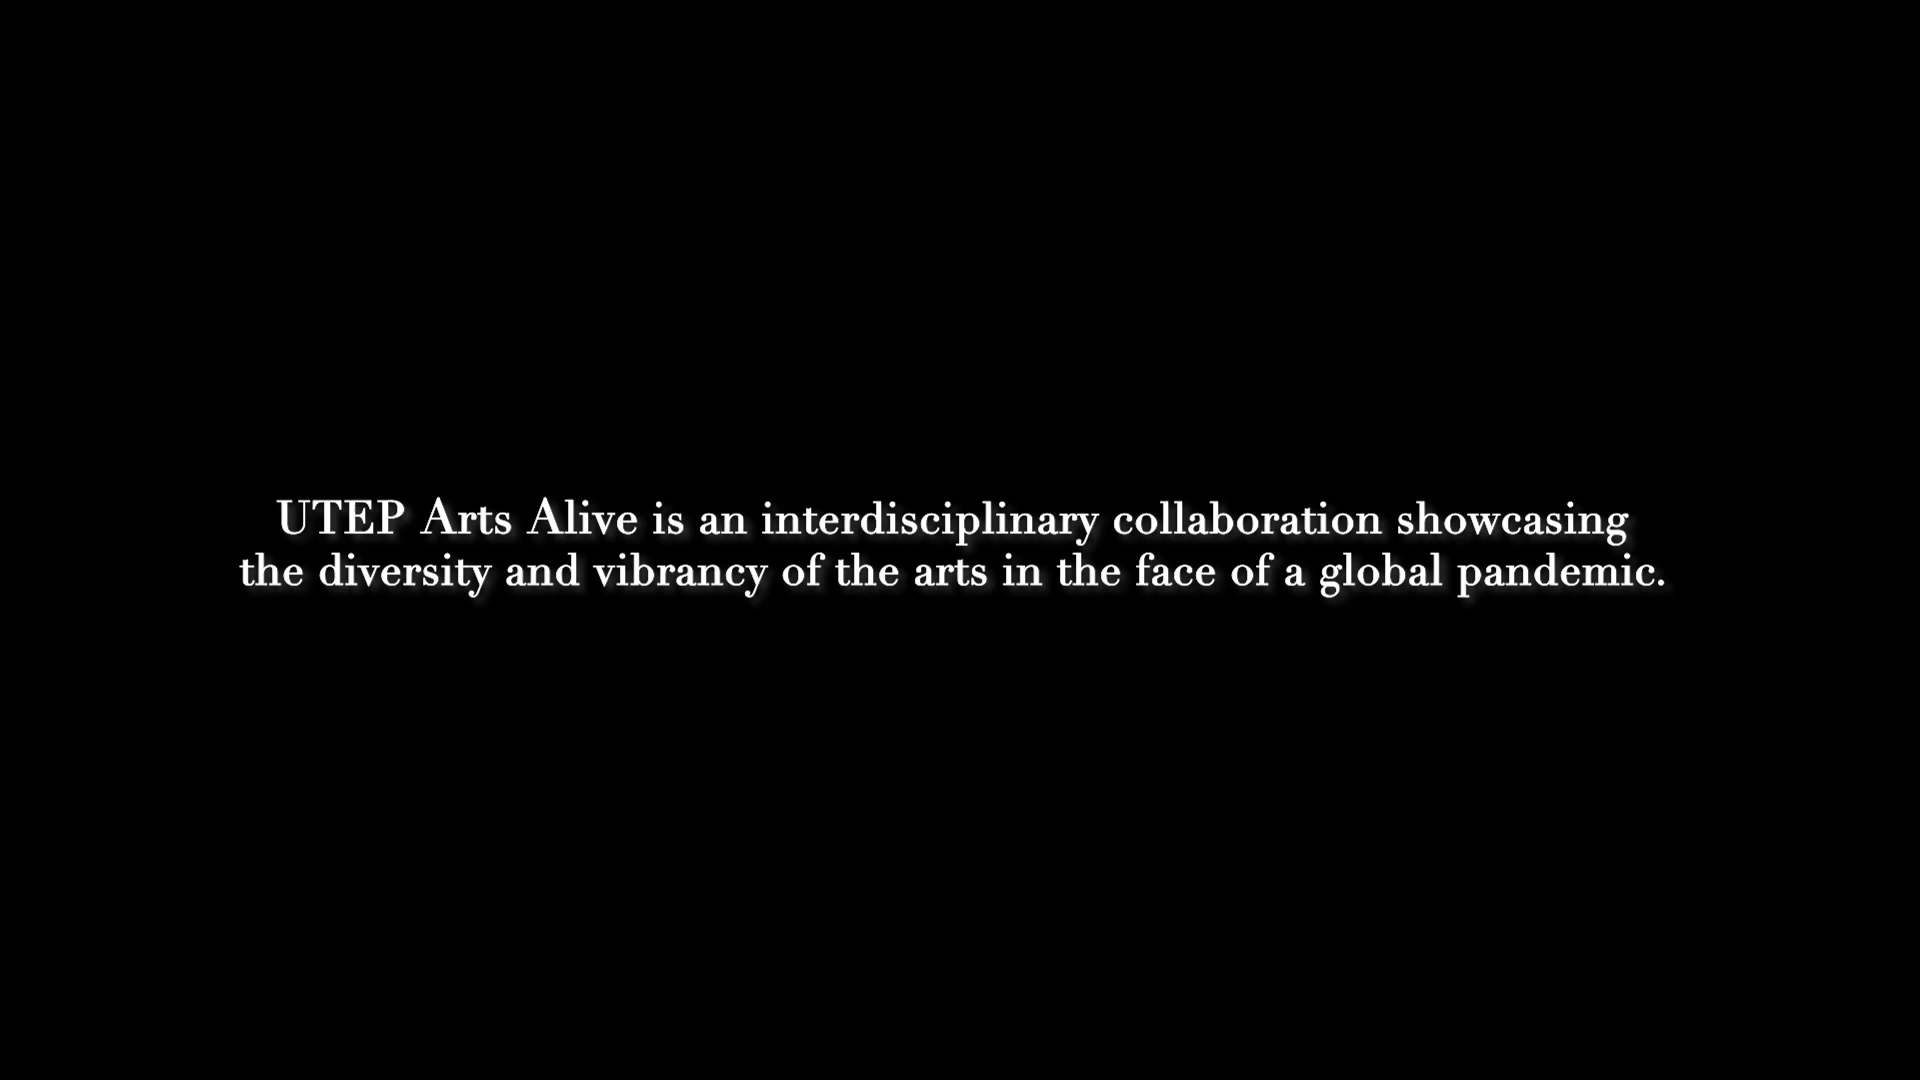 UTEP Arts Alive is an interdisciplinary collaboration showcasing
the diversity and vibrancy of the arts in the face of a global pandemic.